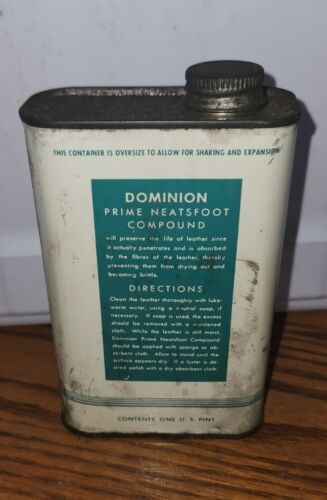 THIS CONTAINER IS OVERSIZE TO ALLOW FOR SHAKING AND EXPANSION
DOMINION
PRIME NEATSFOOT
COMPOUND
will preserve the life of leather since
it actually penetrates and is absorbed
by the fibres of the leather, thereby
preventing them from drying out and
becoming brittle.
DIRECTIONS
Clean the leather thoroughly with luke-
warm water, using a neutral soap, if
necessary. If soap is used, the excess
should be removed with a moistened
cloth. While the leather is still moist,
Dominion Prime Neatsfoot Compound
should be applied with sponge or ab-
sorbent cloth. Allow to stand until the
surface appears dry. If a luster is de-
sired polish with a dry absorbent cloth.
CONTENTS ONE U. S. PINT